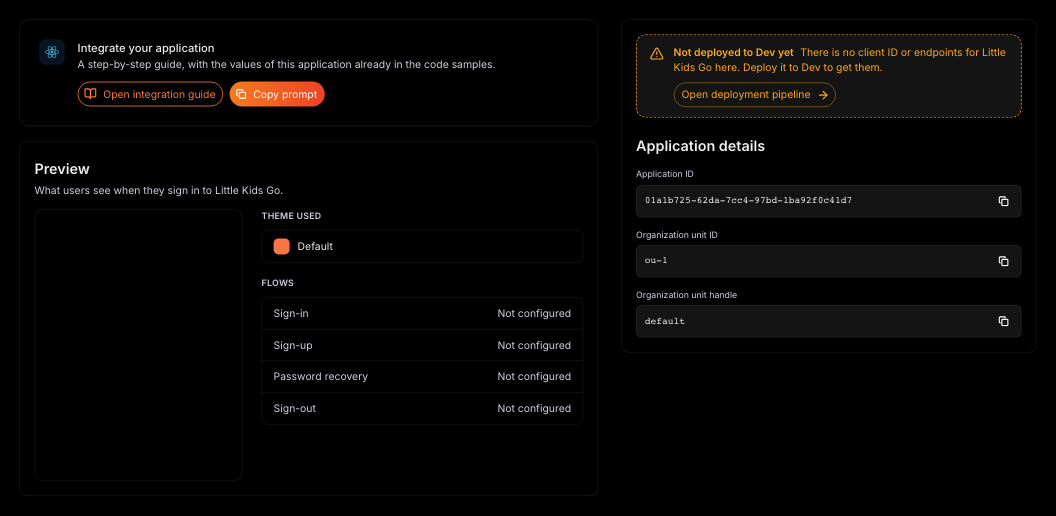 Integrate your application
A step-by-step guide, with the values of this application already in the code samples.
Open integration guide
Copy prompt
Preview
What users see when they sign in to Little Kids Go.
THEME USED
Default
FLOWS
Sign-in Not configured
Sign-up Not configured
Password recovery Not configured
Sign-out Not configured
Not deployed to Dev yet There is no client ID or endpoints for Little
Kids Go here. Deploy it to Dev to get them.
Open deployment pipeline
Application details
Application ID
01a1b725-62da-7cc4-97bd-1ba92f0c41d7
Organization unit ID
ou-1
Organization unit handle
default